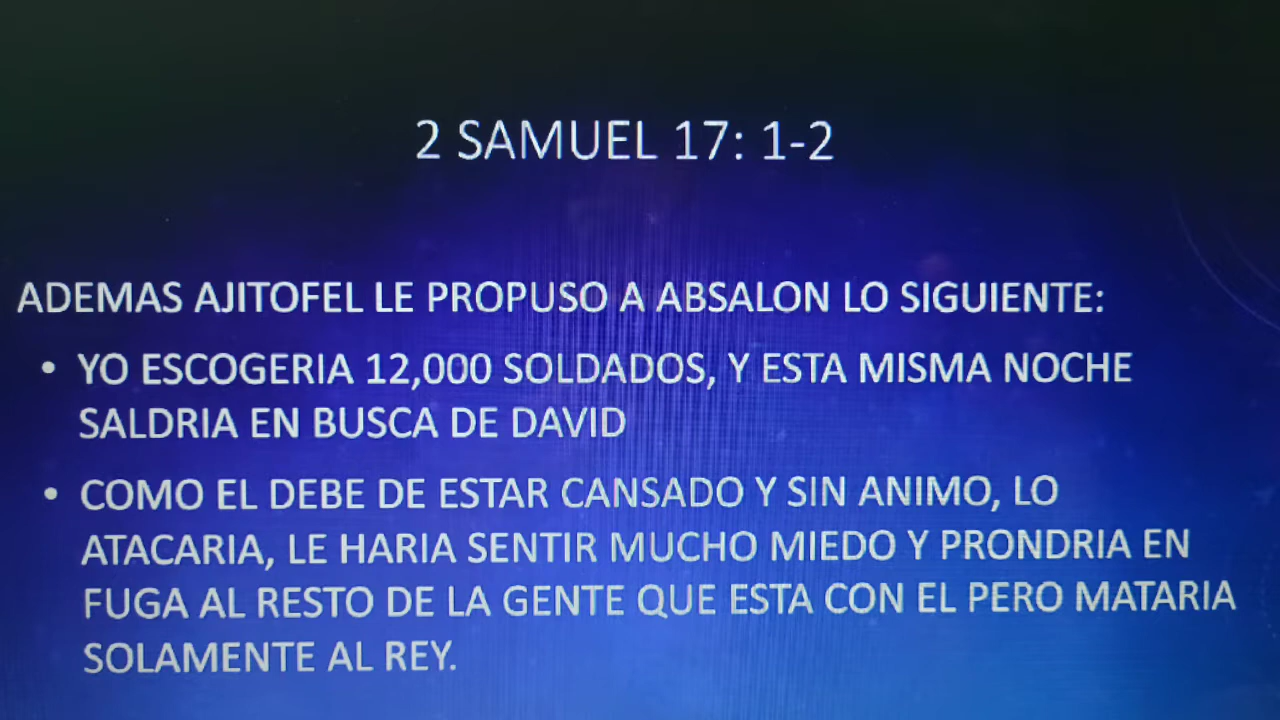 2 SAMUEL 17: 1-2
ADEMAS AJITOFEL LE PROPUSO A ABSALON LO SIGUIENTE:
• YO ESCOGERIA 12,000 SOLDADOS, Y ESTA MISMA NOCHE
SALDRIA EN BUSCA DE DAVID
• COMO EL DEBE DE ESTAR CANSADO Y SIN ANIMO, LO
ATACARIA, LE HARIA SENTIR MUCHO MIEDO Y PRONDRIA EN
FUGA AL RESTO DE LA GENTE QUE ESTA CON EL PERO MATARIA
SOLAMENTE AL REY.